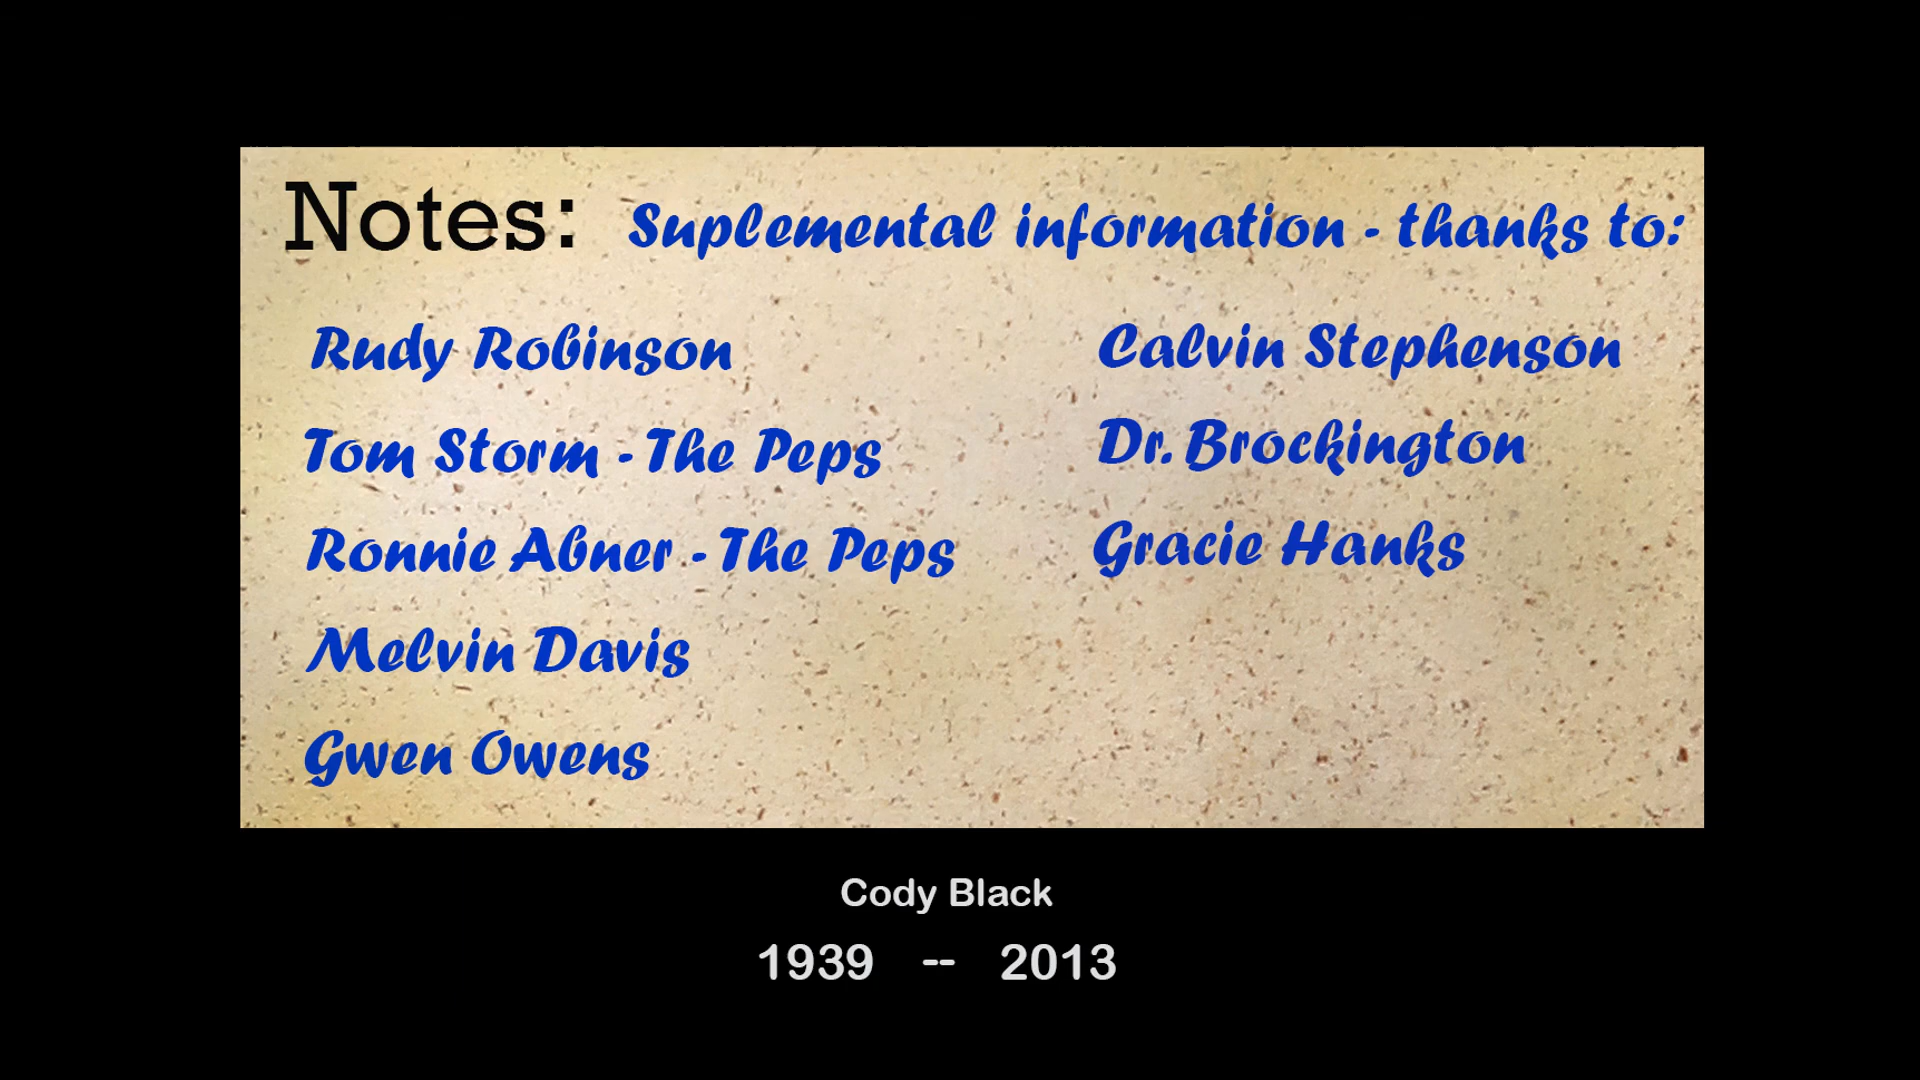 Notes: Suplemental information - thanks to:
Rudy Robinson
Tom Storm - The Peps
Ronnie Abner - The Peps
Melvin Davis
Gwen Owens
Calvin Stephenson
Dr. Brockington
Gracie Hanks
Cody Black
1939 -- 2013